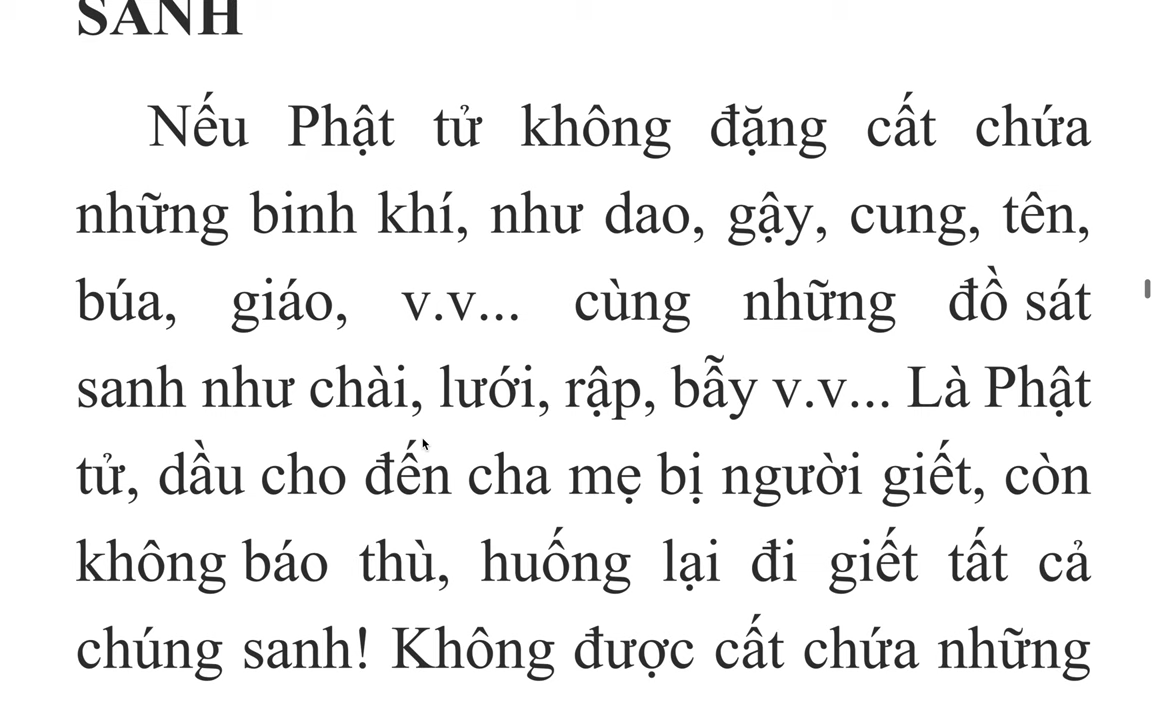 SANH
Nếu Phật tử không đặng cất chứa
những binh khí, như dao, gậy, cung, tên,
búa, giáo, v.v... cùng những đồ sát
sanh như chài, lưới, rập, bẫy v.v... Là Phật
tử, dầu cho đến cha mẹ bị người giết, còn
không báo thù, huống lại đi giết tất cả
chúng sanh! Không được cất chứa những